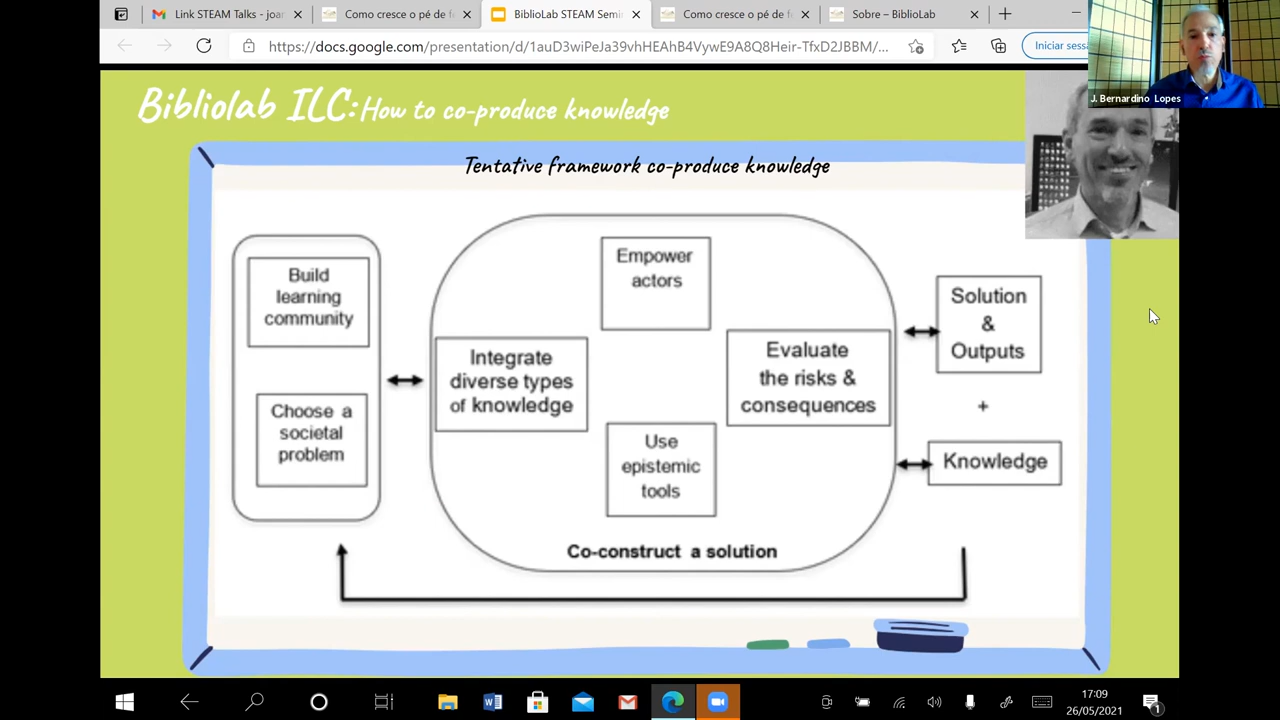 Link STEAM Talks - joar
Como cresce o pé de fe
BiblioLab STEAM Semi
Como cresce o pé de f
Sobre – BiblioLab
https://docs.google.com/presentation/d/1auD3wiPeJa39vhHEAhB4VywE9A8Q8Heir-TfxD2JBBM/...
Iniciar sess
J. Bernardino Lopes
Bibliolab ILC: How to co-produce knowledge
Tentative framework co-produce knowledge
Build
learning
community
Choose a
societal
problem
Integrate
diverse types
of knowledge
Empower
actors
Use
epistemic
tools
Evaluate
the risks &
consequences
Co-construct a solution
Solution
&
Outputs
+
Knowledge
17:09
26/05/2021
1